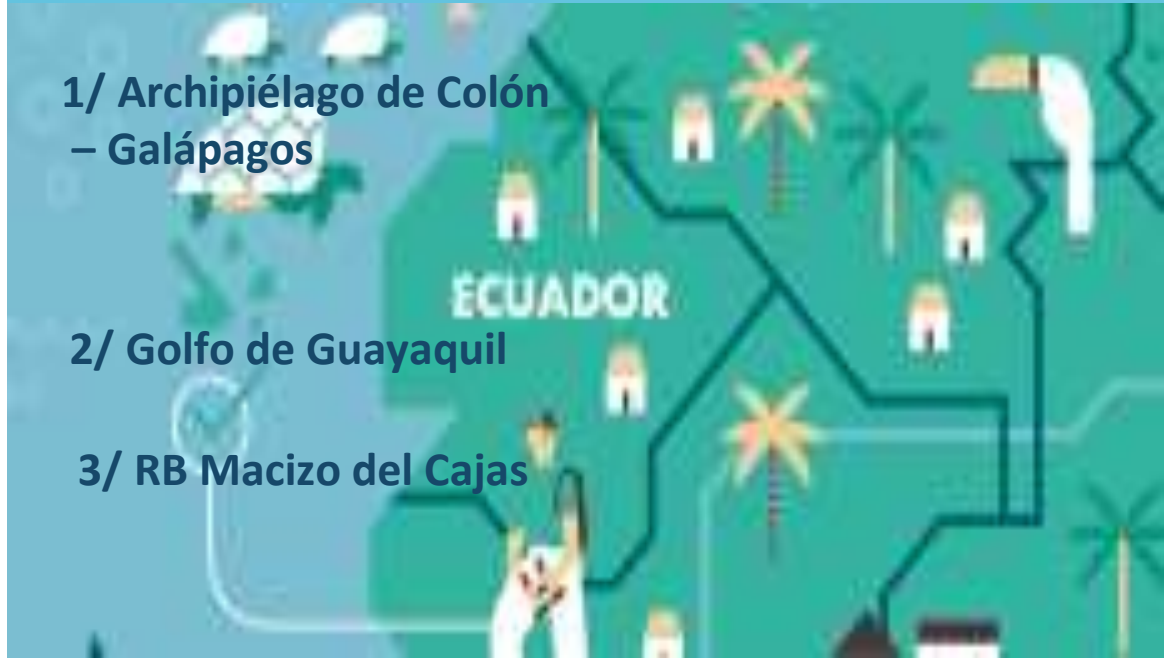 1/ Archipiélago de Colón
– Galápagos
ECUADOR
2/ Golfo de Guayaquil
3/ RB Macizo del Cajas